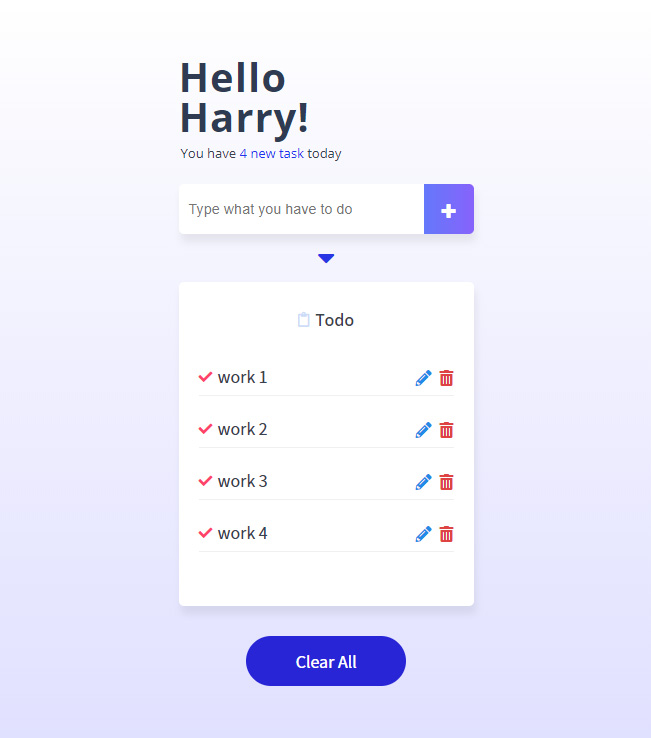 Hello
Harry!
You have 4 new task today
Type what you have to do
Todo
work 1
work 2
work 3
work 4
Clear All